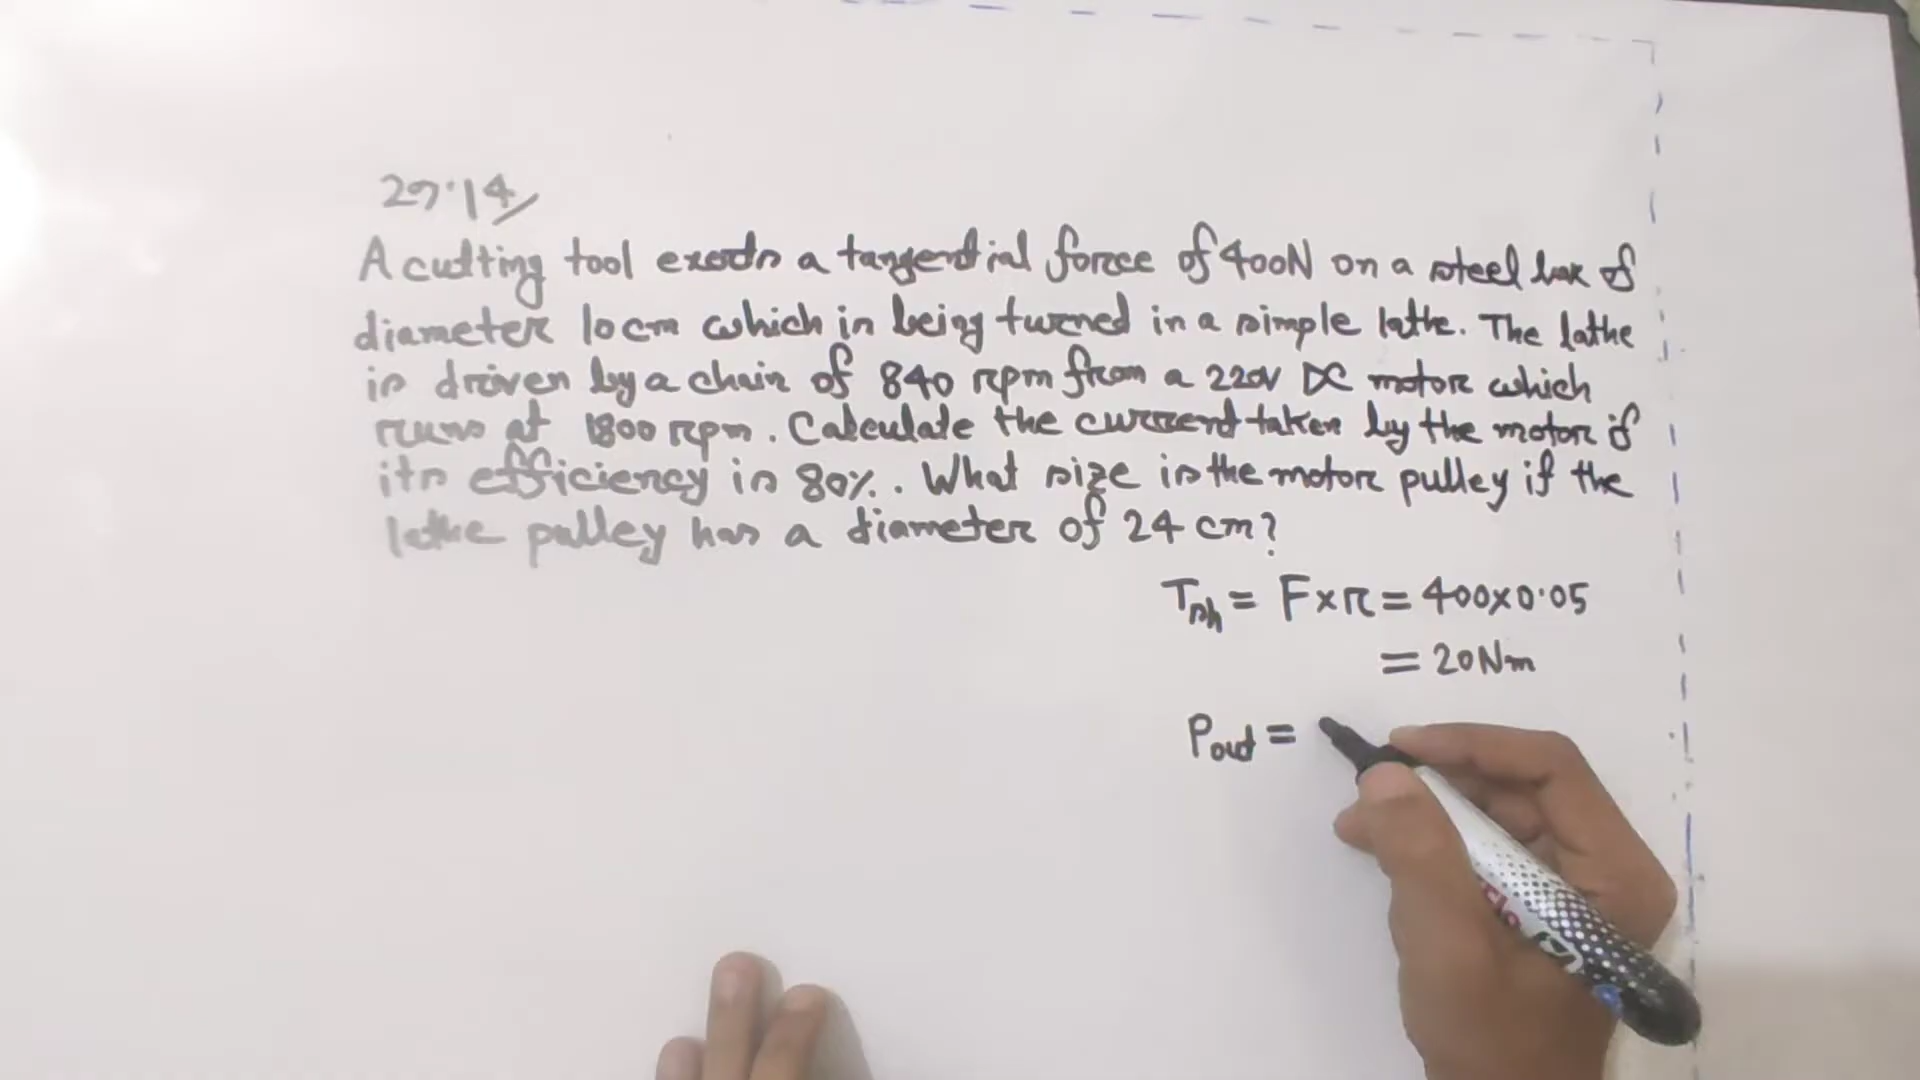 29.14/
A cutting tool exerts a tangential force of 400N on a steel bar of
diameter 10cm which is being turned in a simple lathe. The lathe
is driven by a chain of 840 rpm from a 220V DC motor which
runs at 1800 rpm. Calculate the current taken by the motor if
its efficiency is 80%. What size is the motor pulley if the
lathe pulley has a diameter of 24 cm?
Tsh = F×r = 400×0.05
= 20Nm
Pout =